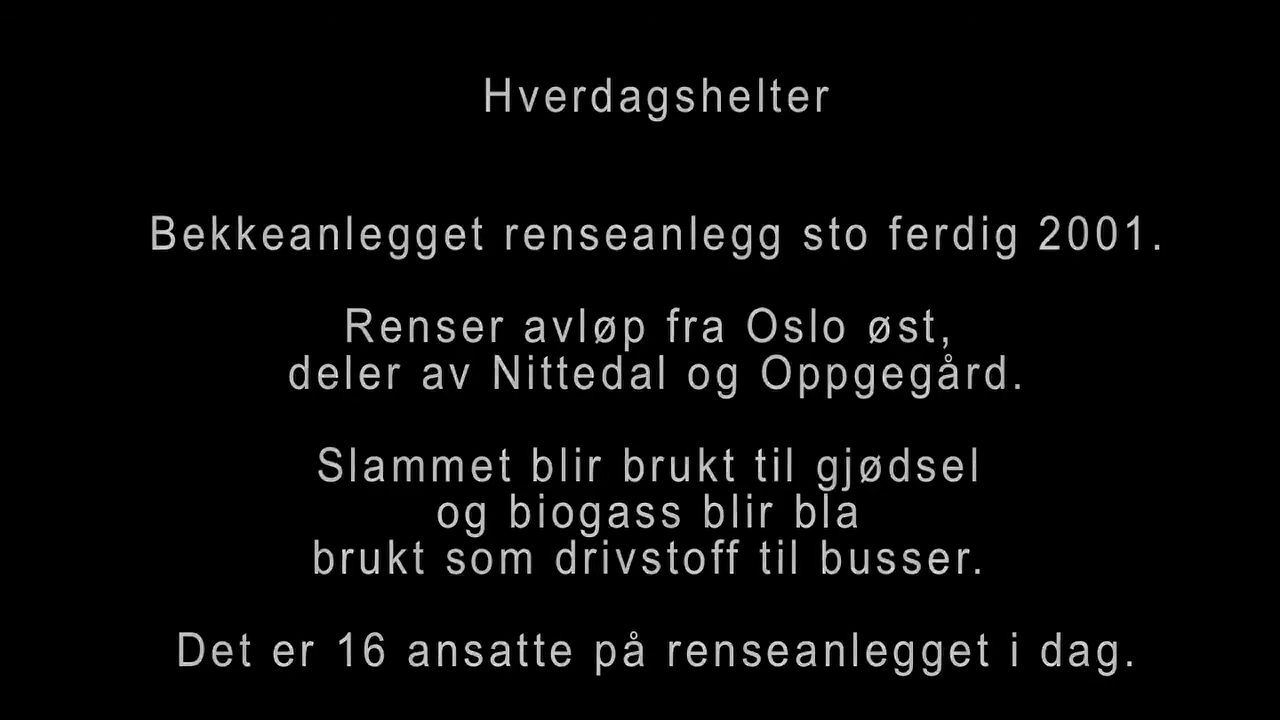 Hverdagshelter
Bekkeanlegget renseanlegg sto ferdig 2001.
Renser avløp fra Oslo øst,
deler av Nittedal og Oppgegård.
Slammet blir brukt til gjødsel
og biogass blir bla
brukt som drivstoff til busser.
Det er 16 ansatte på renseanlegget i dag.